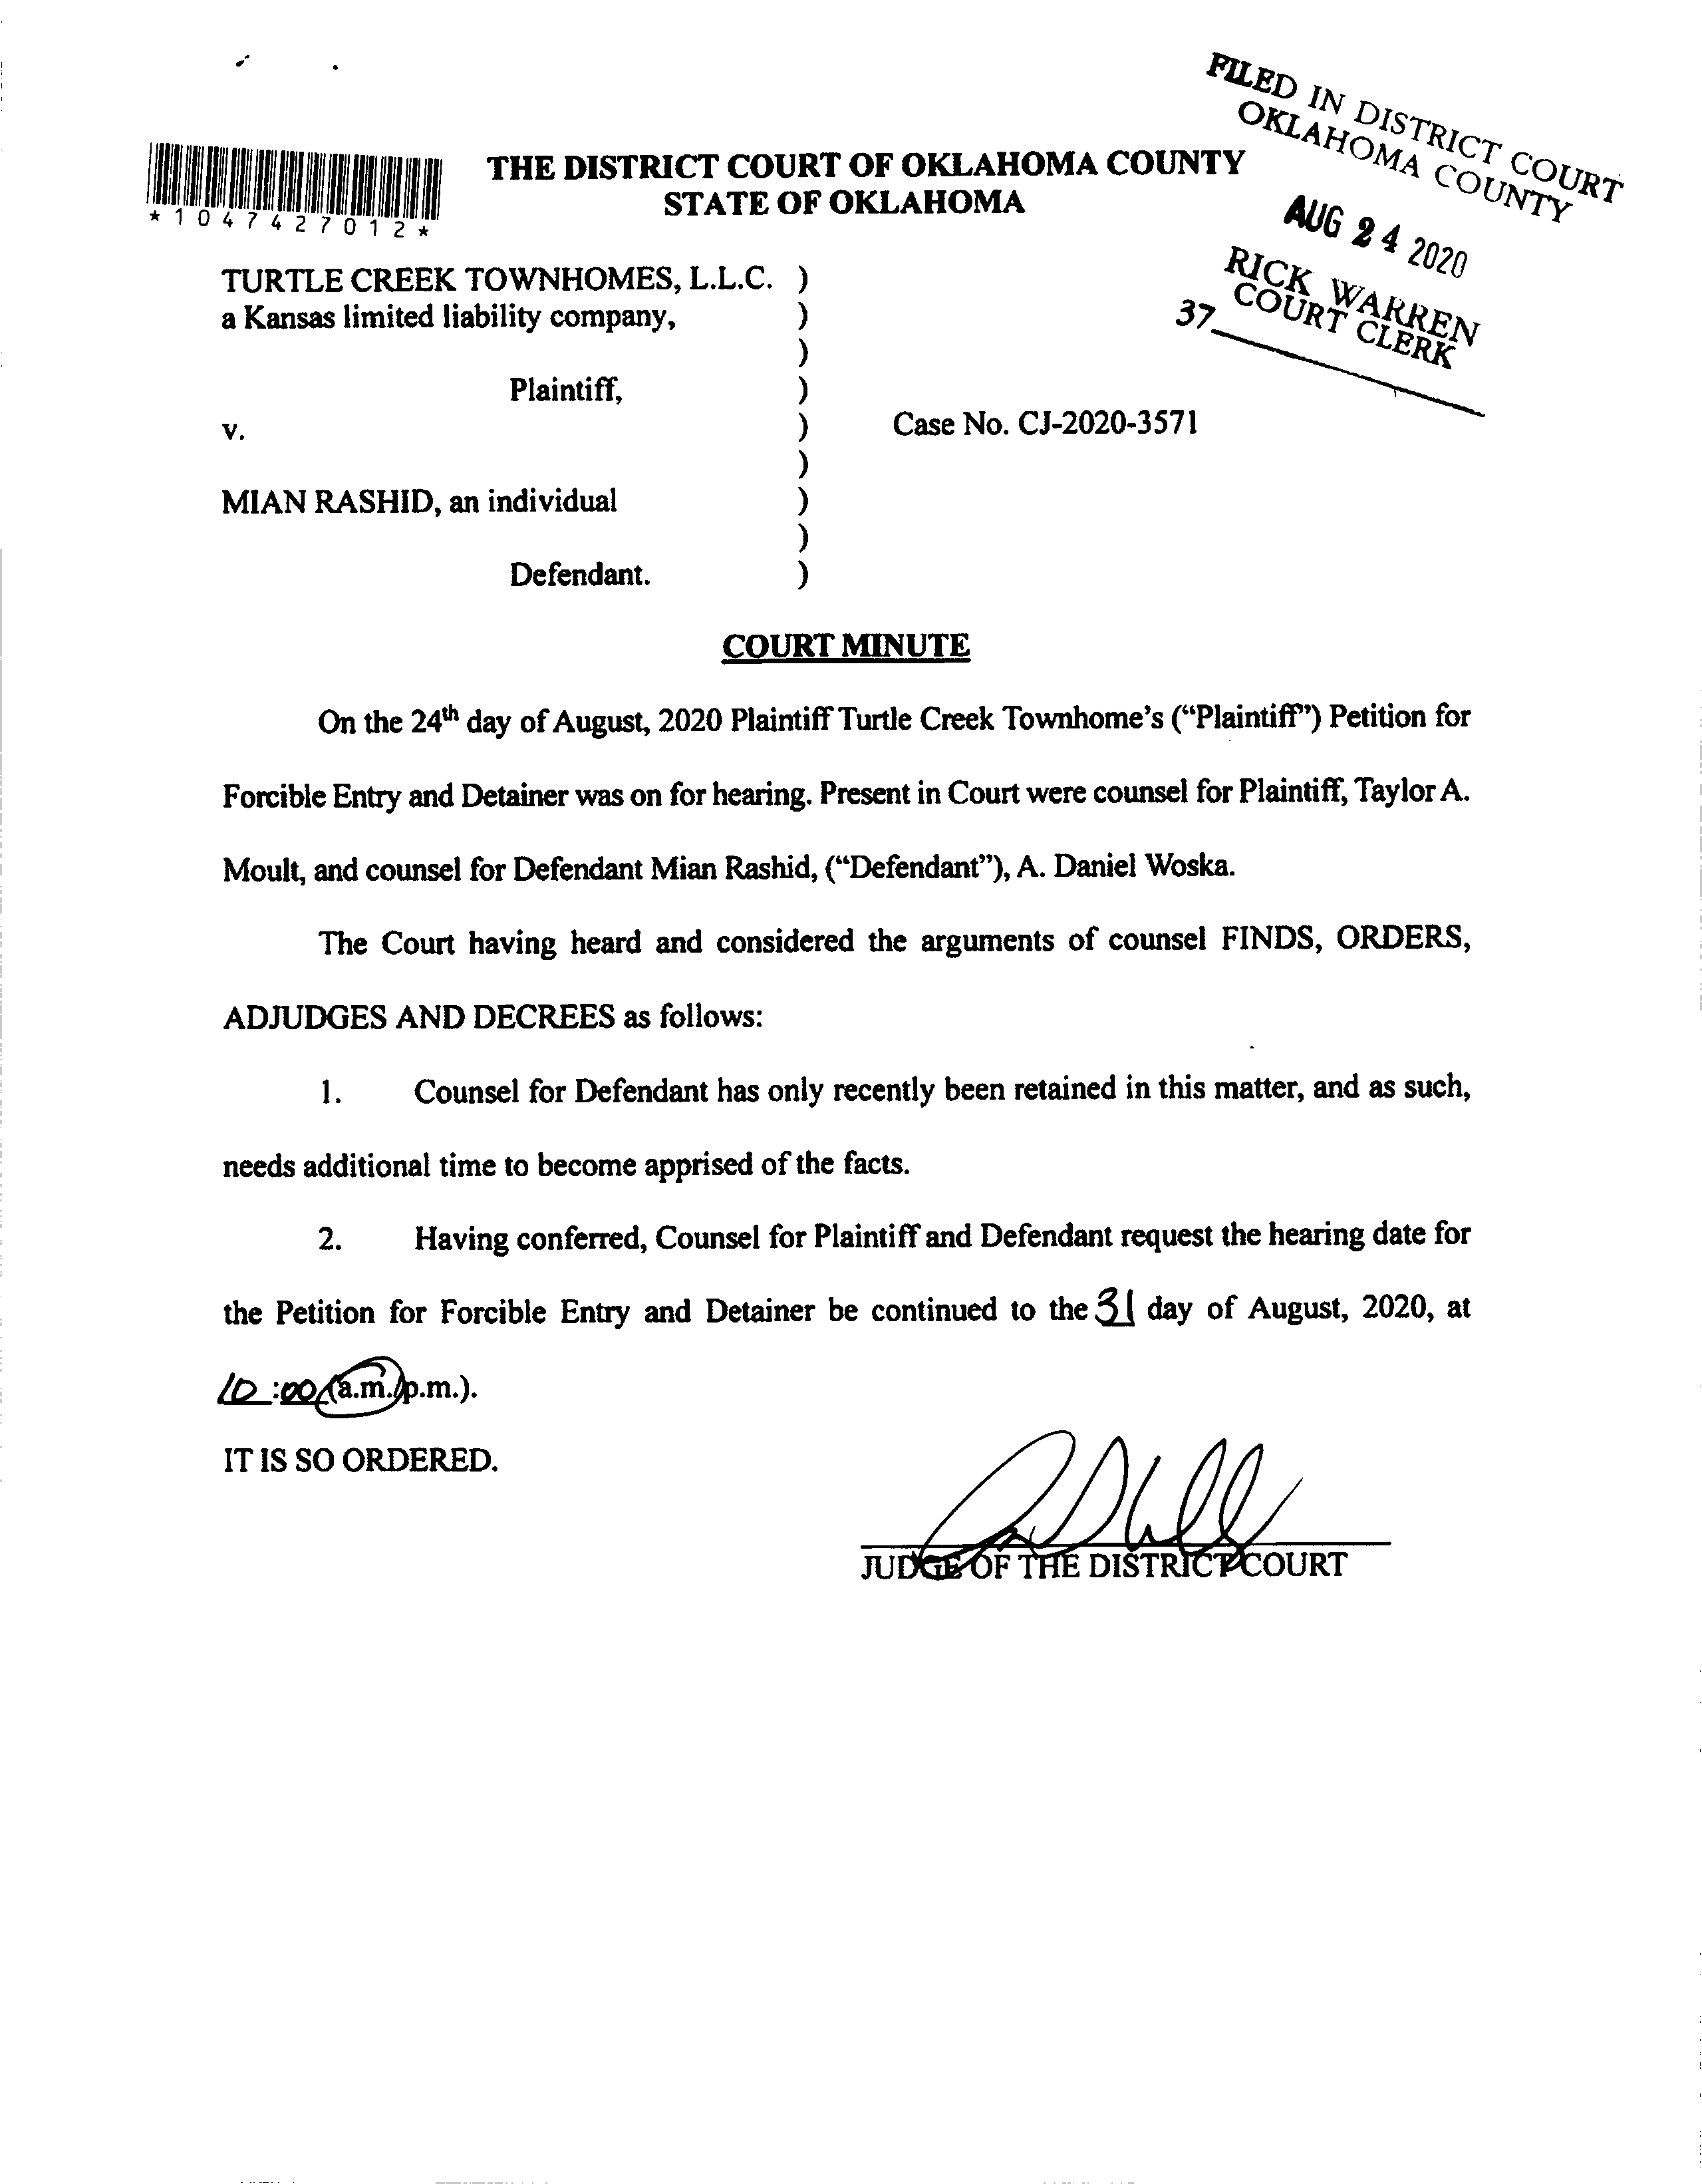 FILED IN DISTRICT COURT
OKLAHOMA COUNTY
AUG 24 2020
RICK WARREN
COURT CLERK
37
*1047427012*
THE DISTRICT COURT OF OKLAHOMA COUNTY
STATE OF OKLAHOMA
TURTLE CREEK TOWNHOMES, L.L.C. )
a Kansas limited liability company, )
)
Plaintiff, )
v. ) Case No. CJ-2020-3571
)
MIAN RASHID, an individual )
)
Defendant. )
COURT MINUTE
On the 24th day of August, 2020 Plaintiff Turtle Creek Townhome's ("Plaintiff") Petition for
Forcible Entry and Detainer was on for hearing. Present in Court were counsel for Plaintiff, Taylor A.
Moult, and counsel for Defendant Mian Rashid, ("Defendant"), A. Daniel Woska.
The Court having heard and considered the arguments of counsel FINDS, ORDERS,
ADJUDGES AND DECREES as follows:
1. Counsel for Defendant has only recently been retained in this matter, and as such,
needs additional time to become apprised of the facts.
2. Having conferred, Counsel for Plaintiff and Defendant request the hearing date for
the Petition for Forcible Entry and Detainer be continued to the 31 day of August, 2020, at
10:00 (a.m./p.m.).
IT IS SO ORDERED.
JUDGE OF THE DISTRICT COURT